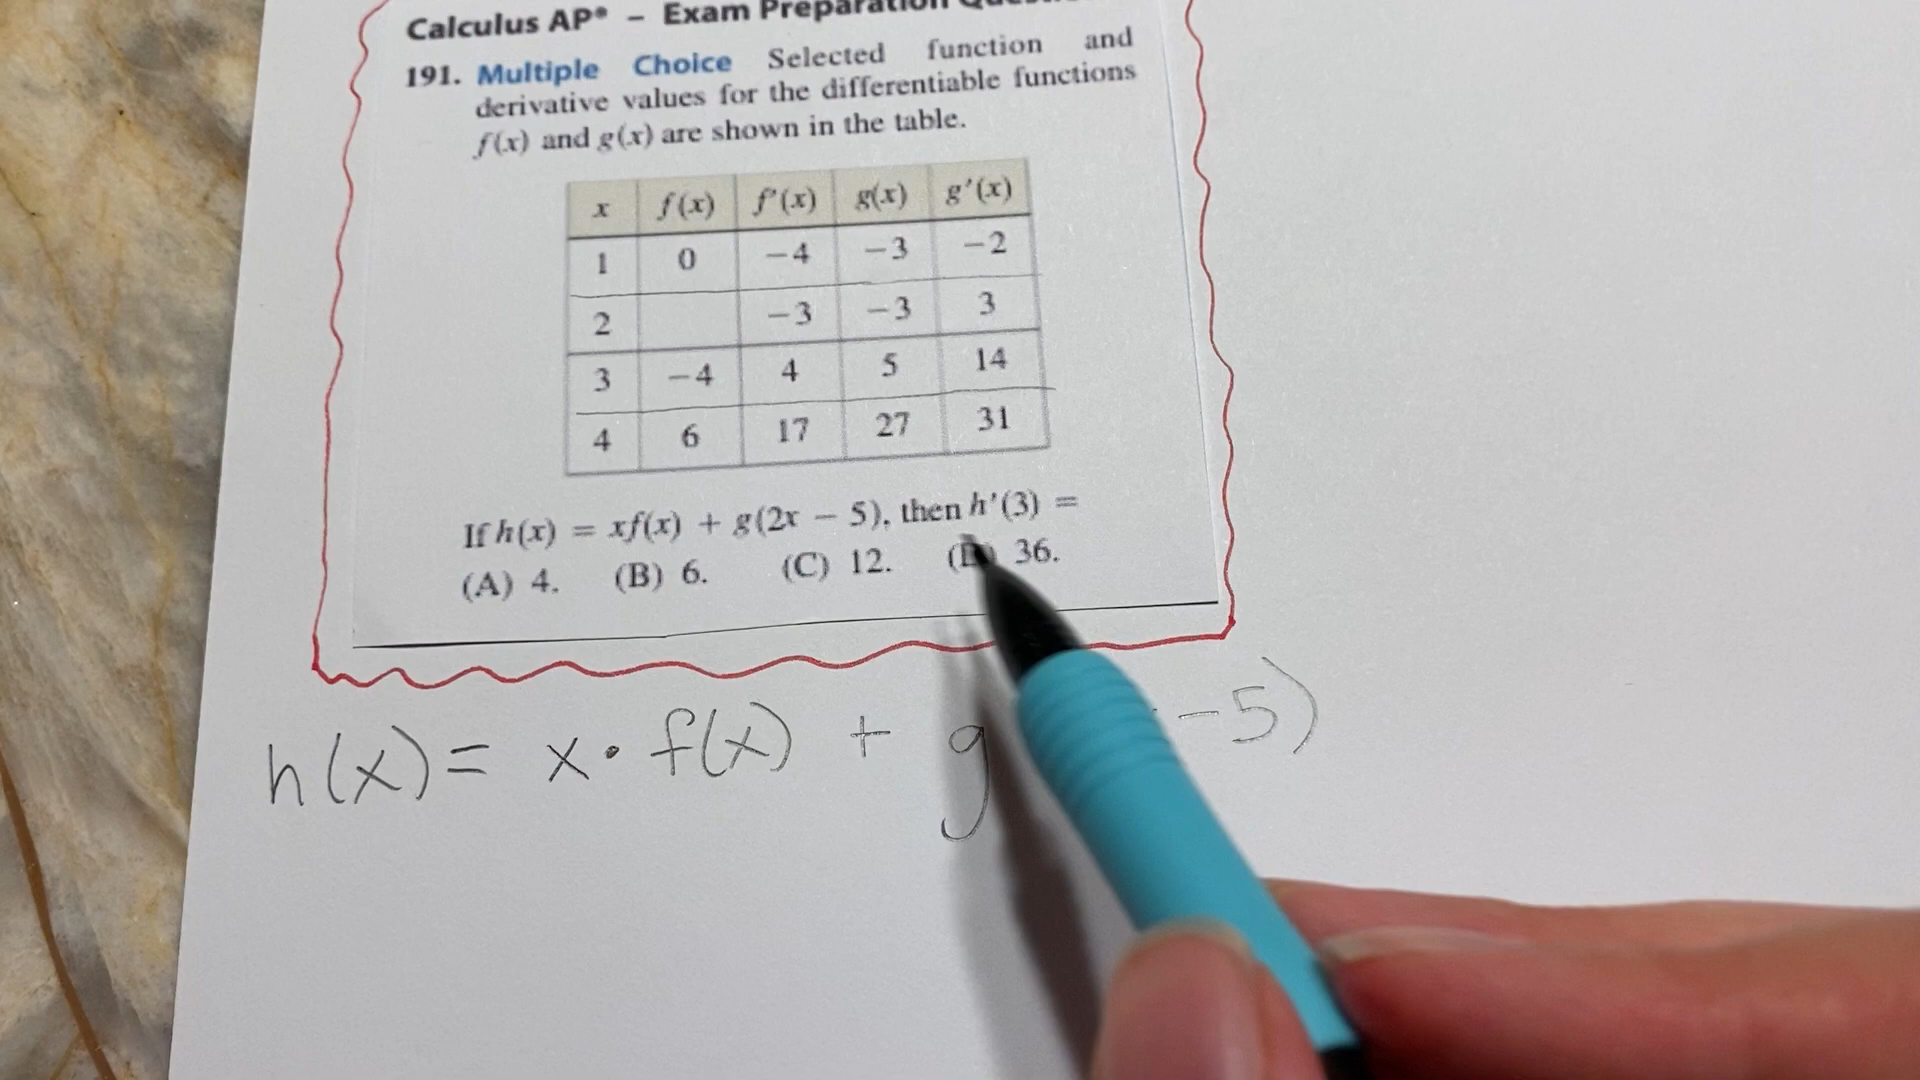 Calculus AP® – Exam Preparation
191. Multiple Choice Selected function and
derivative values for the differentiable functions
f(x) and g(x) are shown in the table.
x f(x) f'(x) g(x) g'(x)
1 0 −4 −3 −2
2 −3 −3 3
3 −4 4 5 14
4 6 17 27 31
If h(x) = xf(x) + g(2x − 5), then h'(3) =
(A) 4. (B) 6. (C) 12. 36.
h(x) = x · f(x) + g −5)